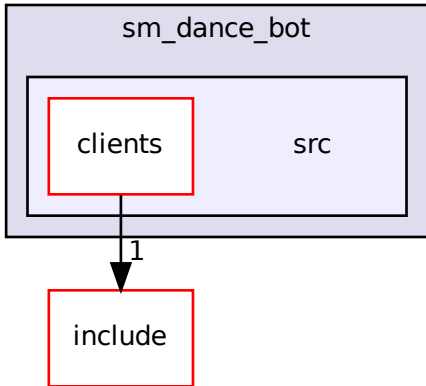 sm_dance_bot
clients
src
1
include